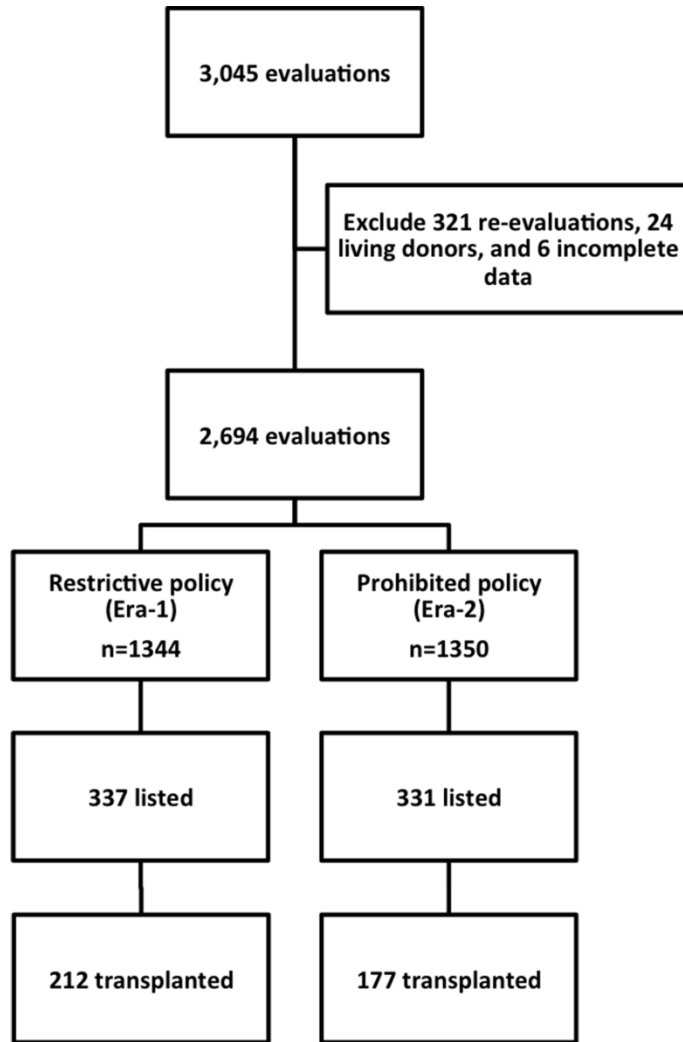 3,045 evaluations
Exclude 321 re-evaluations, 24
living donors, and 6 incomplete
data
2,694 evaluations
Restrictive policy
(Era-1)
n=1344
Prohibited policy
(Era-2)
n=1350
337 listed
331 listed
212 transplanted
177 transplanted